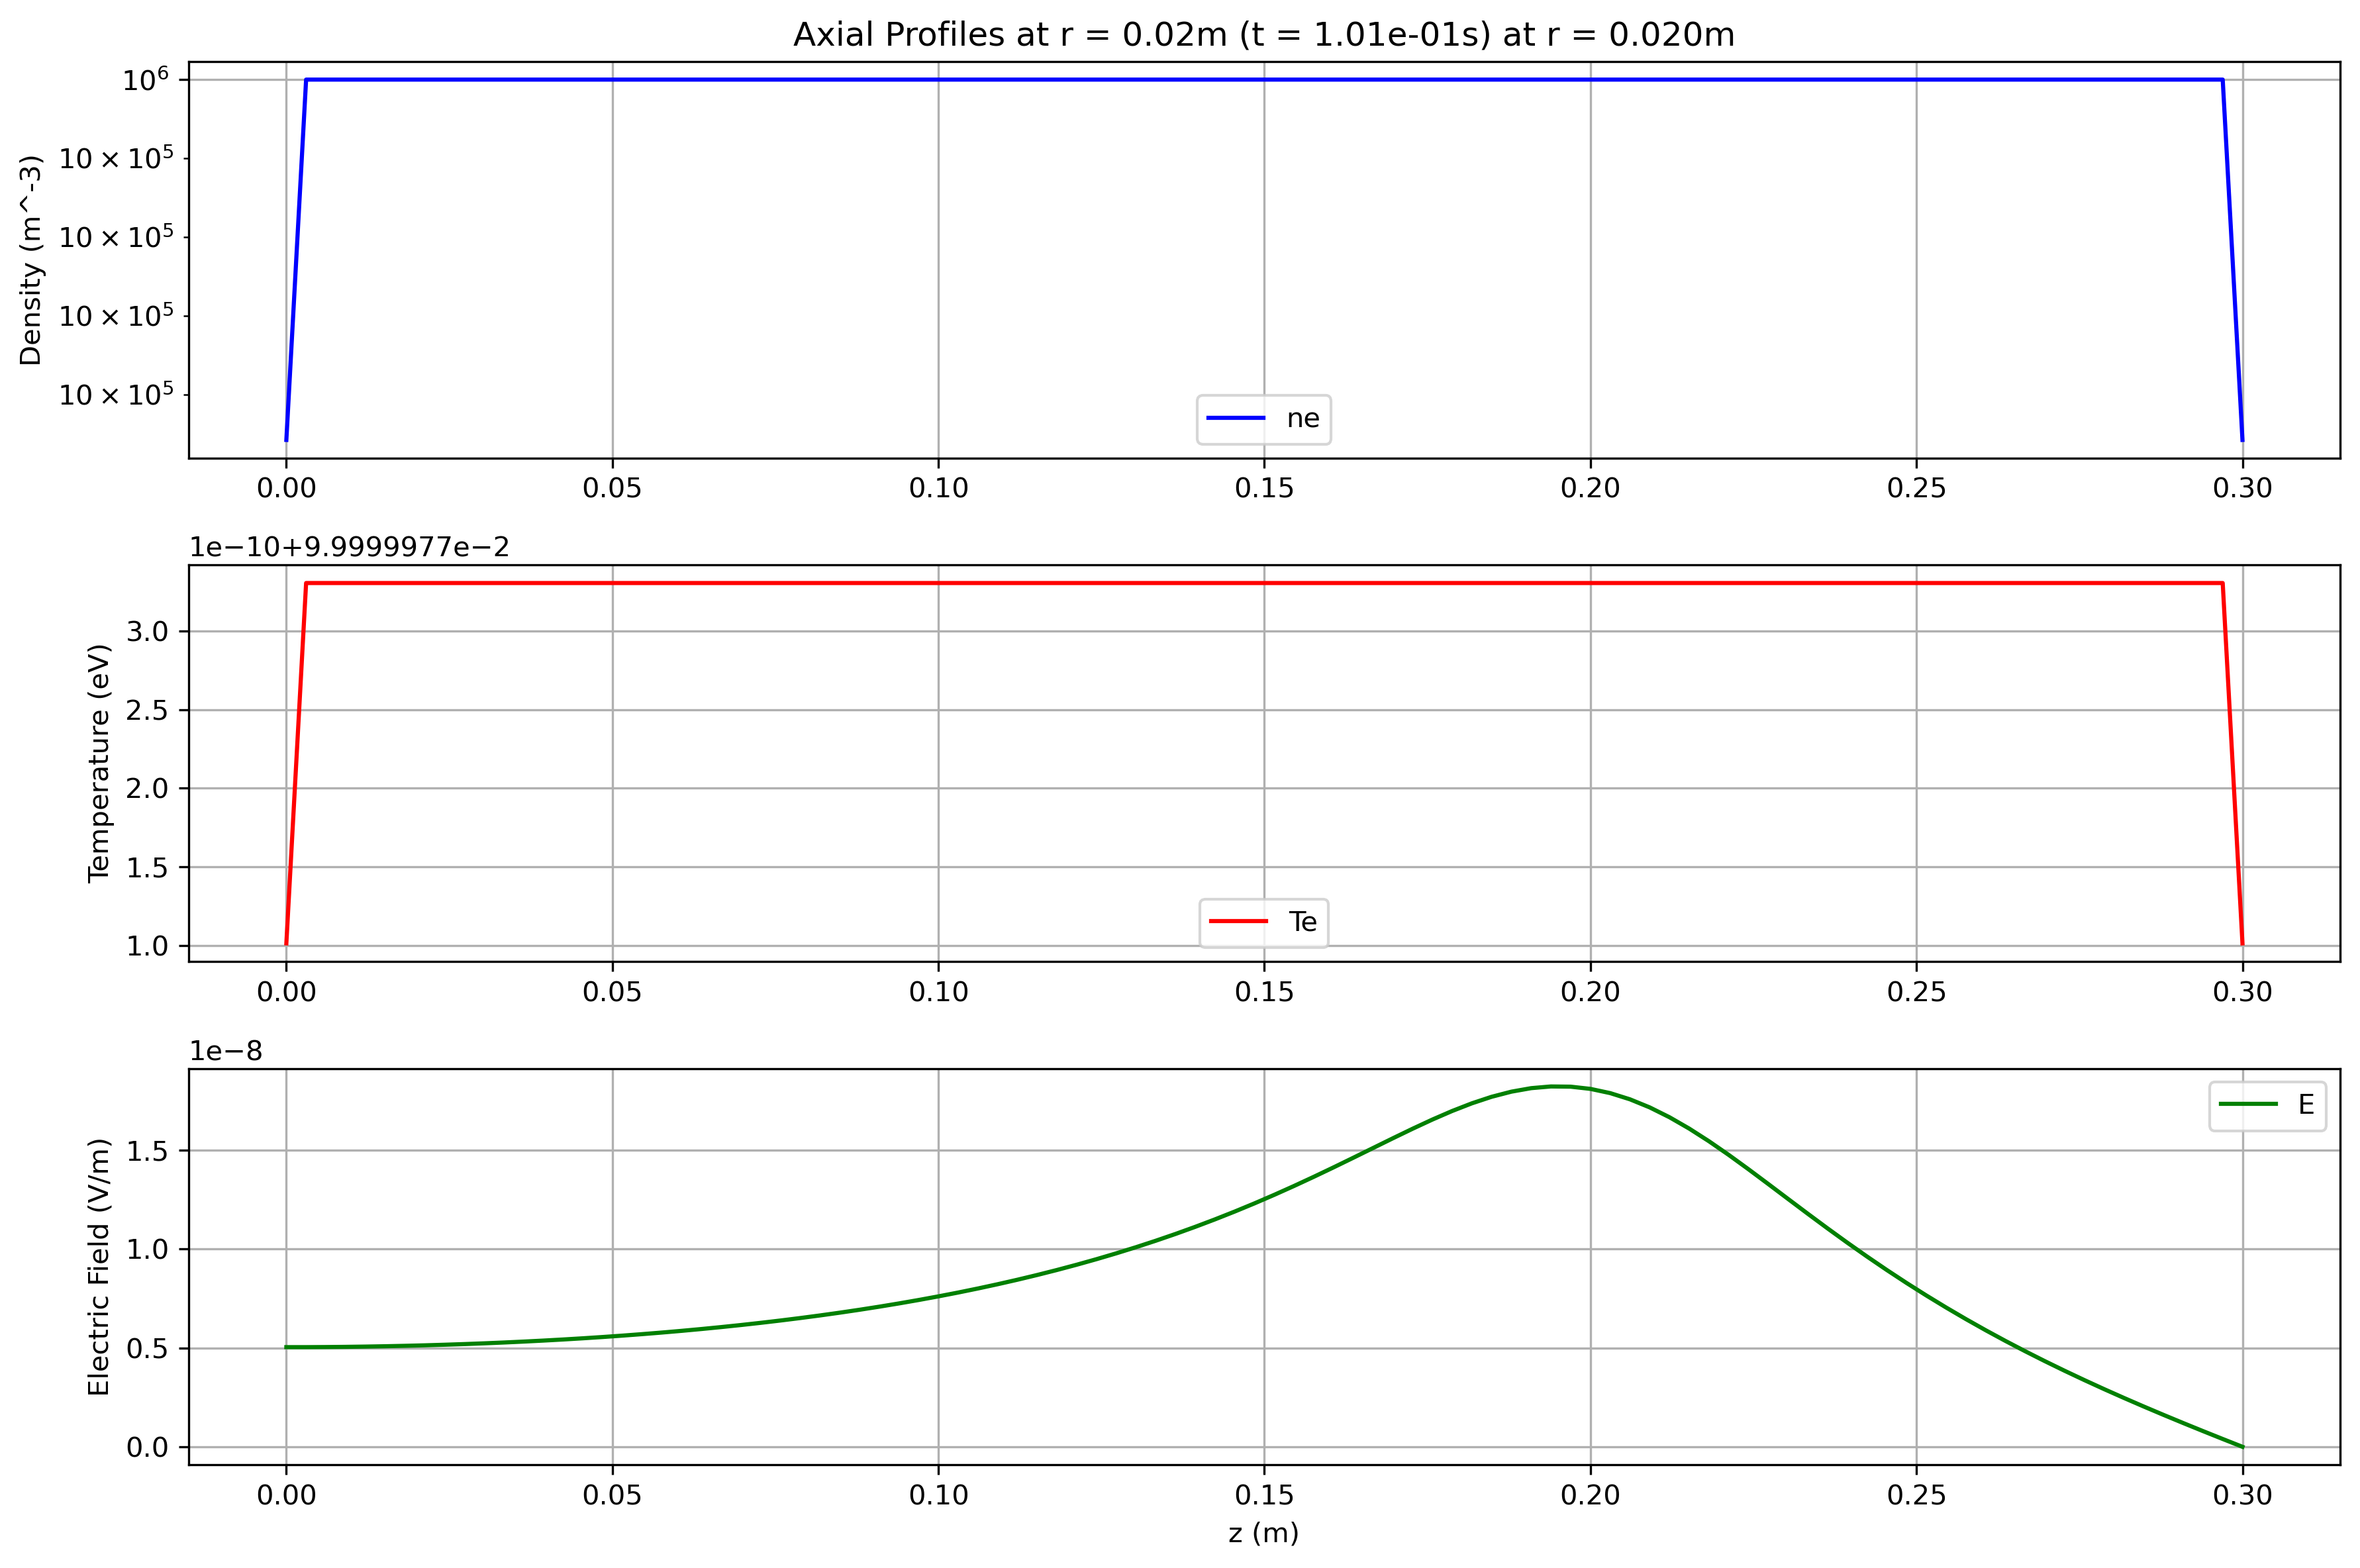 Axial Profiles at r = 0.02m (t = 1.01e-01s) at r = 0.020m
Density (m^-3)
10^6
10 × 10^5
10 × 10^5
10 × 10^5
10 × 10^5
ne
0.00 0.05 0.10 0.15 0.20 0.25 0.30
1e−10+9.9999977e−2
Temperature (eV)
3.0
2.5
2.0
1.5
1.0
Te
0.00 0.05 0.10 0.15 0.20 0.25 0.30
1e−8
Electric Field (V/m)
E
1.5
1.0
0.5
0.0
0.00 0.05 0.10 0.15 0.20 0.25 0.30
z (m)